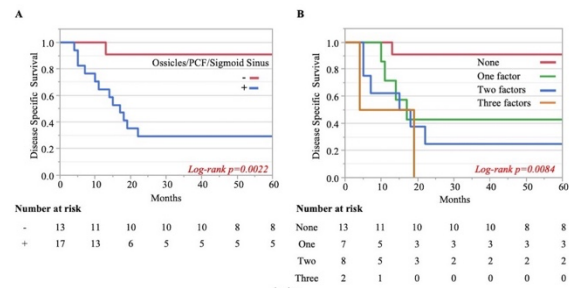 A
Disease Specific Survival
1.0
0.8
0.6
0.4
0.2
0.0
Ossicles/PCF/Sigmoid Sinus
-
+
Log-rank p=0.0022
0 10 20 30 40 50 60
Months
Number at risk
- 13 11 10 10 10 8 8
+ 17 13 6 5 5 5 5
B
Disease Specific Survival
1.0
0.8
0.6
0.4
0.2
0.0
None
One factor
Two factors
Three factors
Log-rank p=0.0084
0 10 20 30 40 50 60
Months
Number at risk
None 13 11 10 10 10 8 8
One 7 5 3 3 3 3 3
Two 8 5 3 2 2 2 2
Three 2 1 0 0 0 0 0